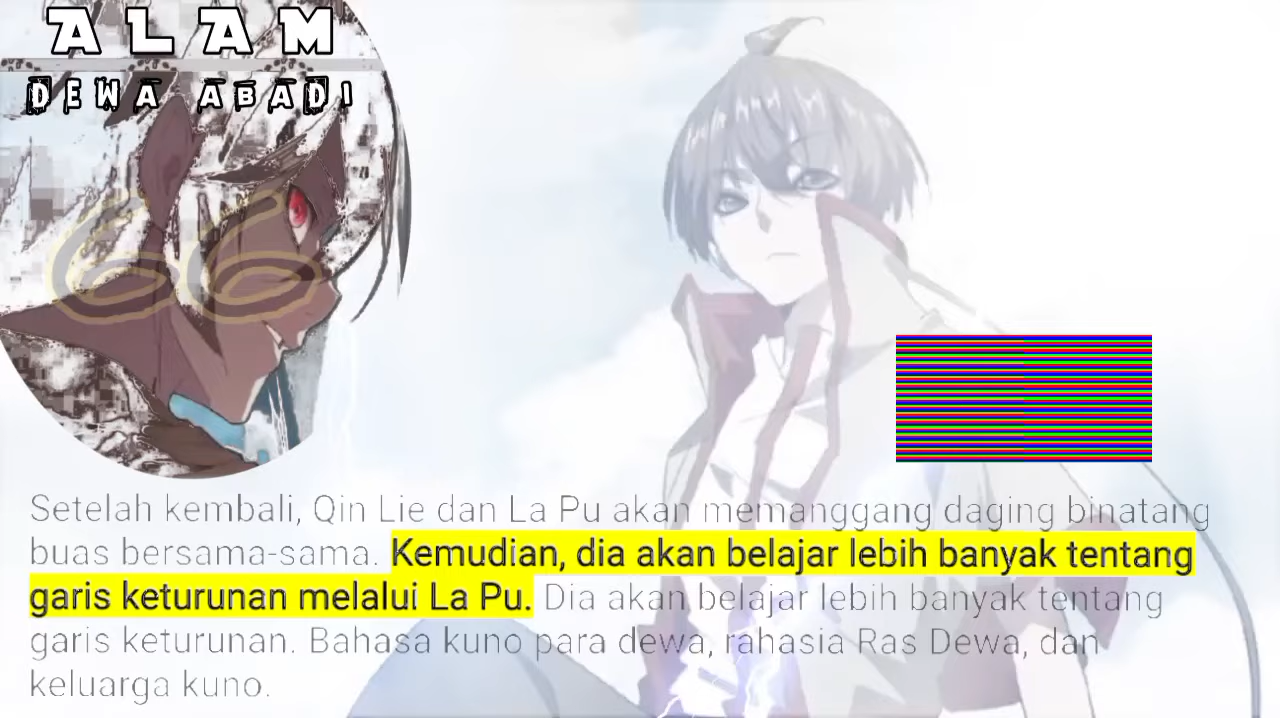 ALAM
DEWA ABADI
66
Setelah kembali, Qin Lie dan La Pu akan memanggang daging binatang
buas bersama-sama. Kemudian, dia akan belajar lebih banyak tentang
garis keturunan melalui La Pu. Dia akan belajar lebih banyak tentang
garis keturunan. Bahasa kuno para dewa, rahasia Ras Dewa, dan
keluarga kuno.